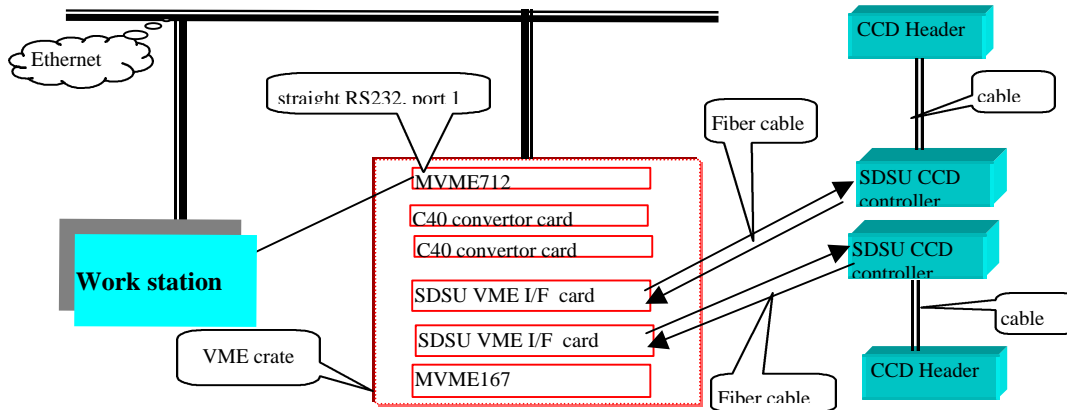 Ethernet
CCD Header
straight RS232, port 1
cable
Fiber cable
MVME712
SDSU CCD
controller
C40 convertor card
C40 convertor card
SDSU CCD
controller
Work station
SDSU VME I/F card
SDSU VME I/F card
cable
VME crate
MVME167
CCD Header
Fiber cable